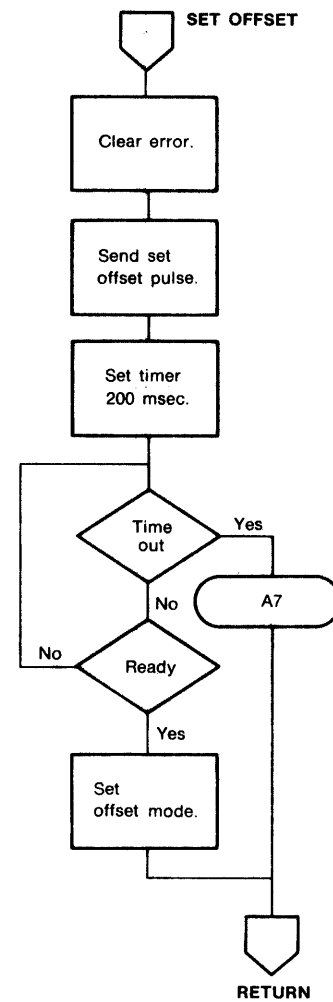 SET OFFSET
Clear error.
Send set
offset pulse.
Set timer
200 msec.
Time
out
Yes
A7
No
No
Ready
Yes
Set
offset mode.
RETURN